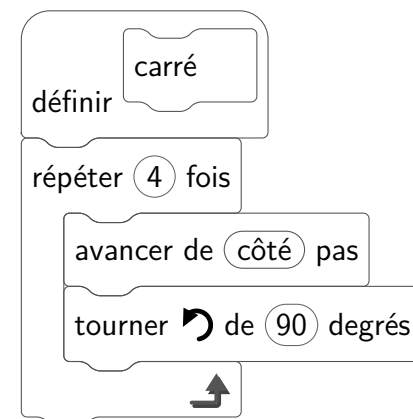 définir carré
répéter 4 fois
avancer de côté pas
tourner de 90 degrés